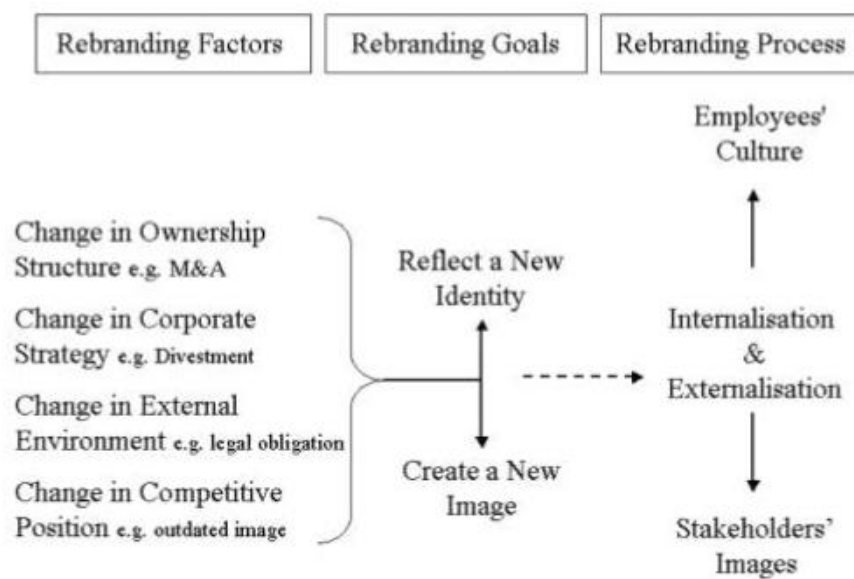 Rebranding Factors
Rebranding Goals
Rebranding Process
Change in Ownership
Structure e.g. M&A
Change in Corporate
Strategy e.g. Divestment
Change in External
Environment e.g. legal obligation
Change in Competitive
Position e.g. outdated image
Reflect a New
Identity
Create a New
Image
Employees'
Culture
Internalisation
&
Externalisation
Stakeholders'
Images